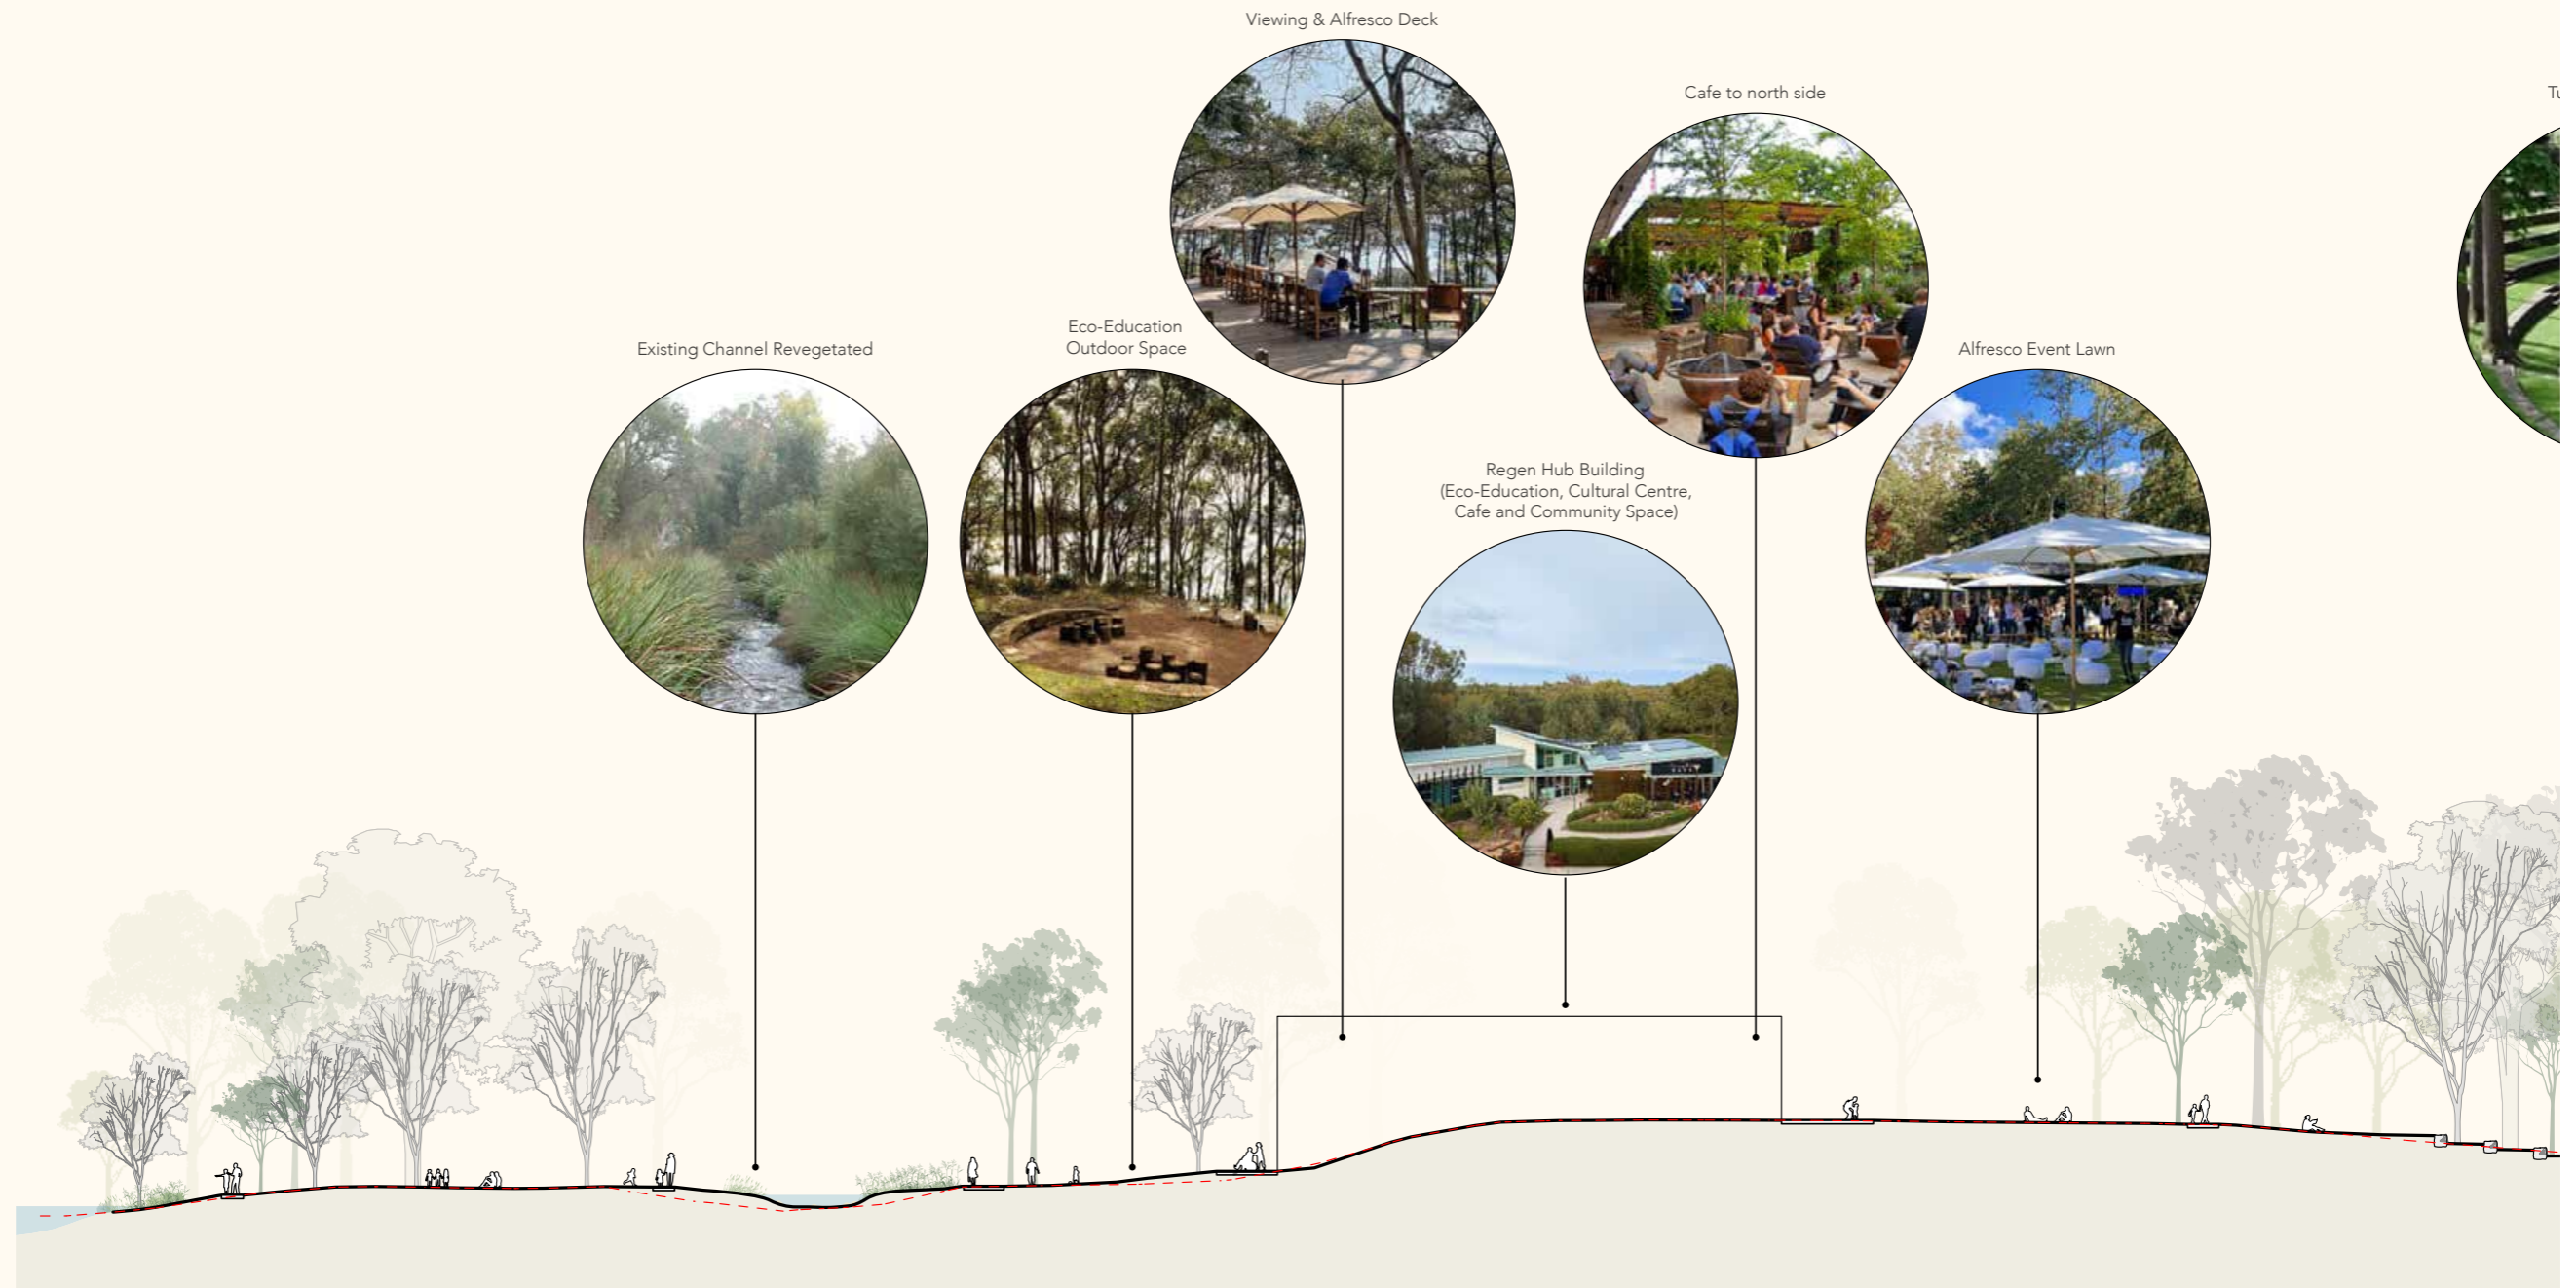 Viewing & Alfresco Deck
Cafe to north side
Eco-Education
Outdoor Space
Existing Channel Revegetated
Alfresco Event Lawn
Regen Hub Building
(Eco-Education, Cultural Centre,
Cafe and Community Space)